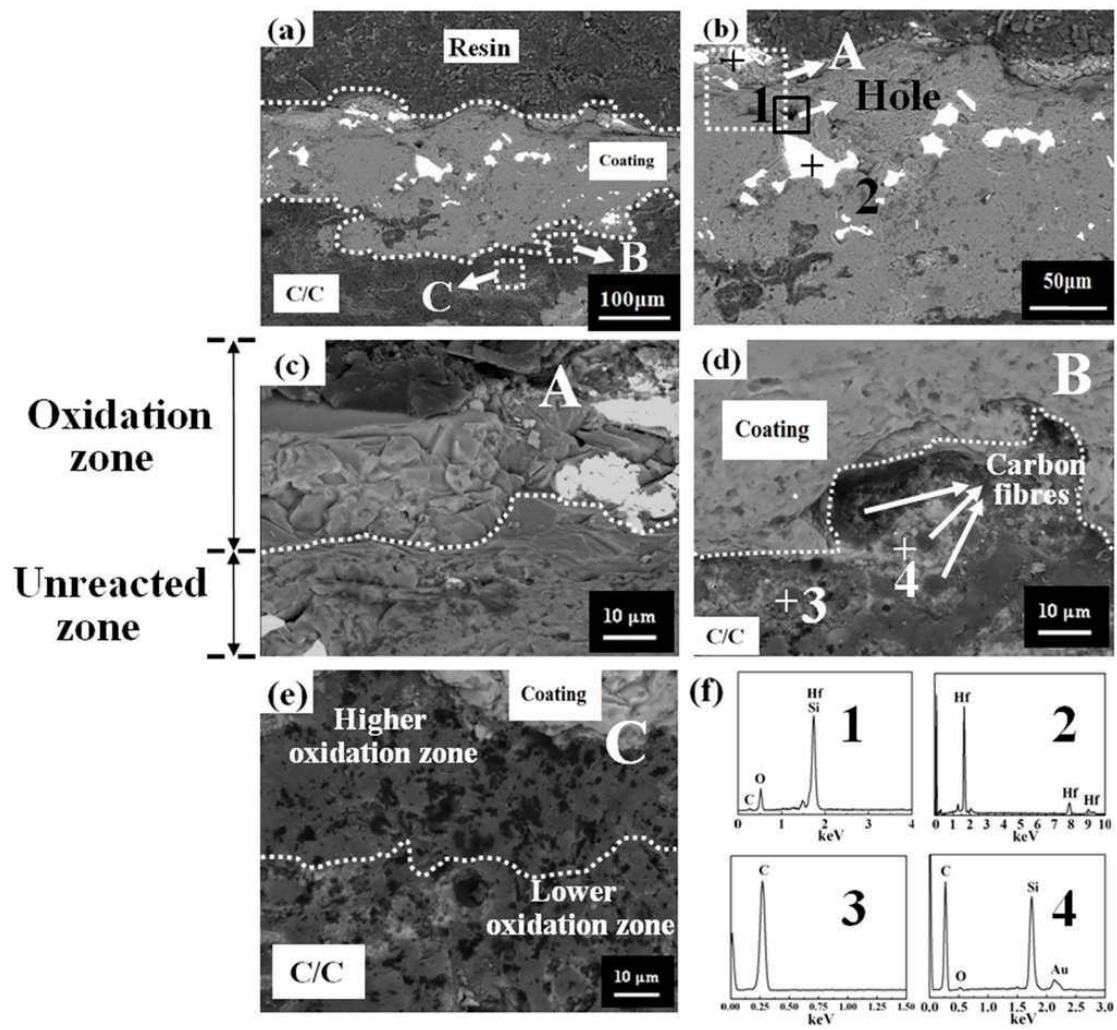 (a)
Resin
Coating
B
C
C/C
100μm
(b)
A
1
Hole
2
50μm
Oxidation
zone
Unreacted
zone
(c)
A
10 μm
(d)
B
Coating
Carbon
fibres
4
3
C/C
10 μm
(e)
Coating
C
Higher
oxidation zone
Lower
oxidation zone
C/C
10 μm
(f)
Hf
Si
1
O
C
0 1 2 3 4
keV
Hf
2
Hf Hf
0 1 2 3 4 5 6 7 8 9 10
keV
C
3
0.00 0.25 0.50 0.75 1.00 1.25 1.50
keV
C
Si
4
O
Au
0.0 0.5 1.0 1.5 2.0 2.5 3.0
keV